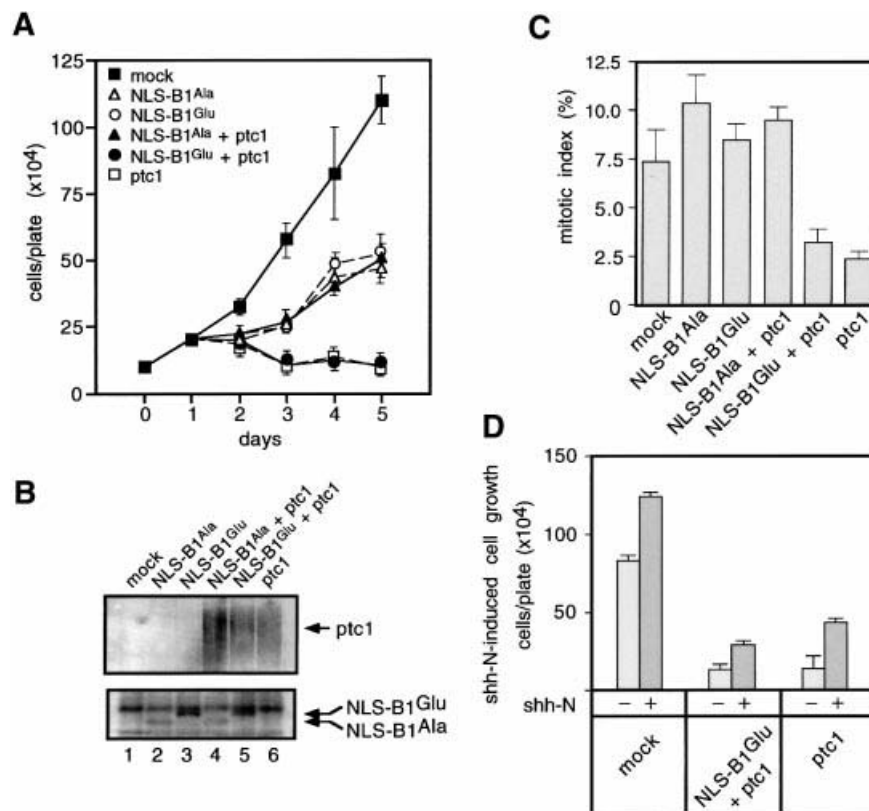 A
125
100
75
50
25
0
cells/plate (x10⁴)
mock
NLS-B1ᴬˡᵃ
NLS-B1ᴳˡᵘ
NLS-B1ᴬˡᵃ + ptc1
NLS-B1ᴳˡᵘ + ptc1
ptc1
0 1 2 3 4 5
days
B
mock
NLS-B1ᴬˡᵃ
NLS-B1ᴳˡᵘ
NLS-B1ᴬˡᵃ + ptc1
NLS-B1ᴳˡᵘ + ptc1
ptc1
ptc1
NLS-B1ᴳˡᵘ
NLS-B1ᴬˡᵃ
1 2 3 4 5 6
C
12.5
10.0
7.5
5.0
2.5
0
mitotic index (%)
mock
NLS-B1Ala
NLS-B1Glu
NLS-B1Ala + ptc1
NLS-B1Glu + ptc1
ptc1
D
150
100
50
shh-N-induced cell growth
cells/plate (x10⁴)
shh-N − + − + − +
mock
NLS-B1Glu
+ ptc1
ptc1